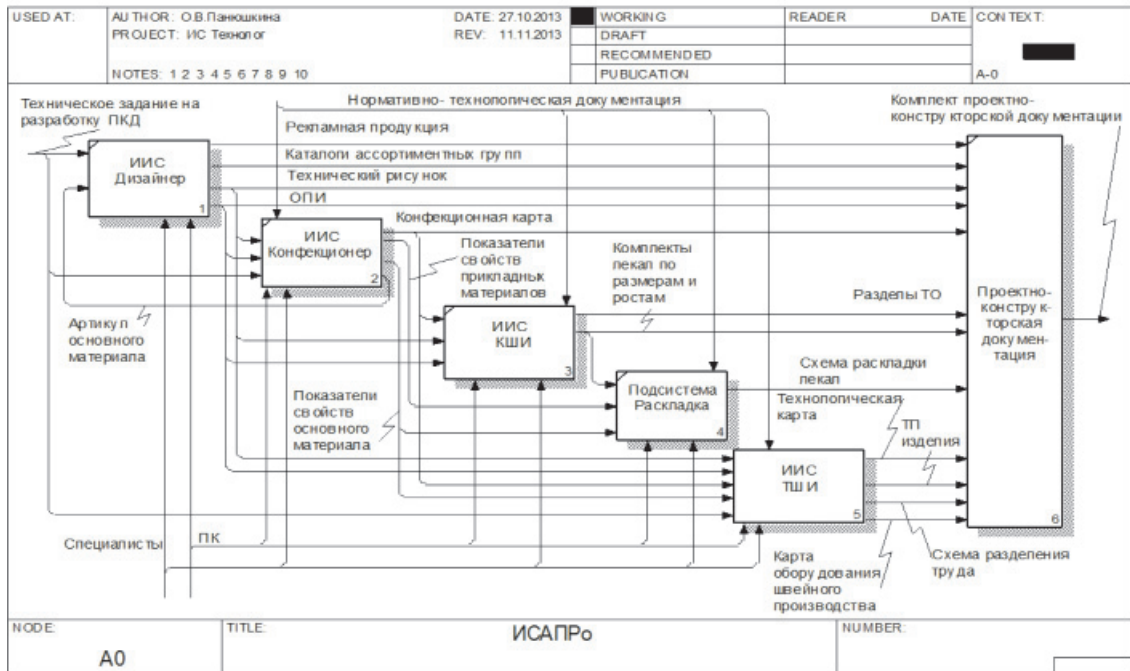 USED AT:
AUTHOR: О.В.Панюшкина
DATE: 27.10.2013
PROJECT: ИС Технолог
REV: 11.11.2013
NOTES: 1 2 3 4 5 6 7 8 9 10
WORKING
DRAFT
RECOMMENDED
PUBLICATION
READER
DATE
CONTEXT:
A-0
Техническое задание на
разработку ПКД
Нормативно-технологическая документация
Комплект проектно-
конструкторской документации
Рекламная продукция
Каталоги ассортиментных групп
Технический рисунок
ОПИ
ИИС
Дизайнер
1
ИИС
Конфекционер
2
Конфекционная карта
Показатели
свойств
прикладных
материалов
Комплекты
лекал по
размерам и
ростам
Разделы ТО
Артикул
основного
материала
ИИС
КШИ
3
Проектно-
констру к-
торская
докумен-
тация
6
Показатели
свойств
основного
материала
Подсистема
Раскладка
4
Схема раскладки
лекал
Технологическая
карта
ТП
изделия
ИИС
ТШИ
5
Специалисты
ПК
Карта
оборудования
швейного
производства
Схема разделения
труда
NODE:
A0
TITLE:
ИСАПРо
NUMBER: